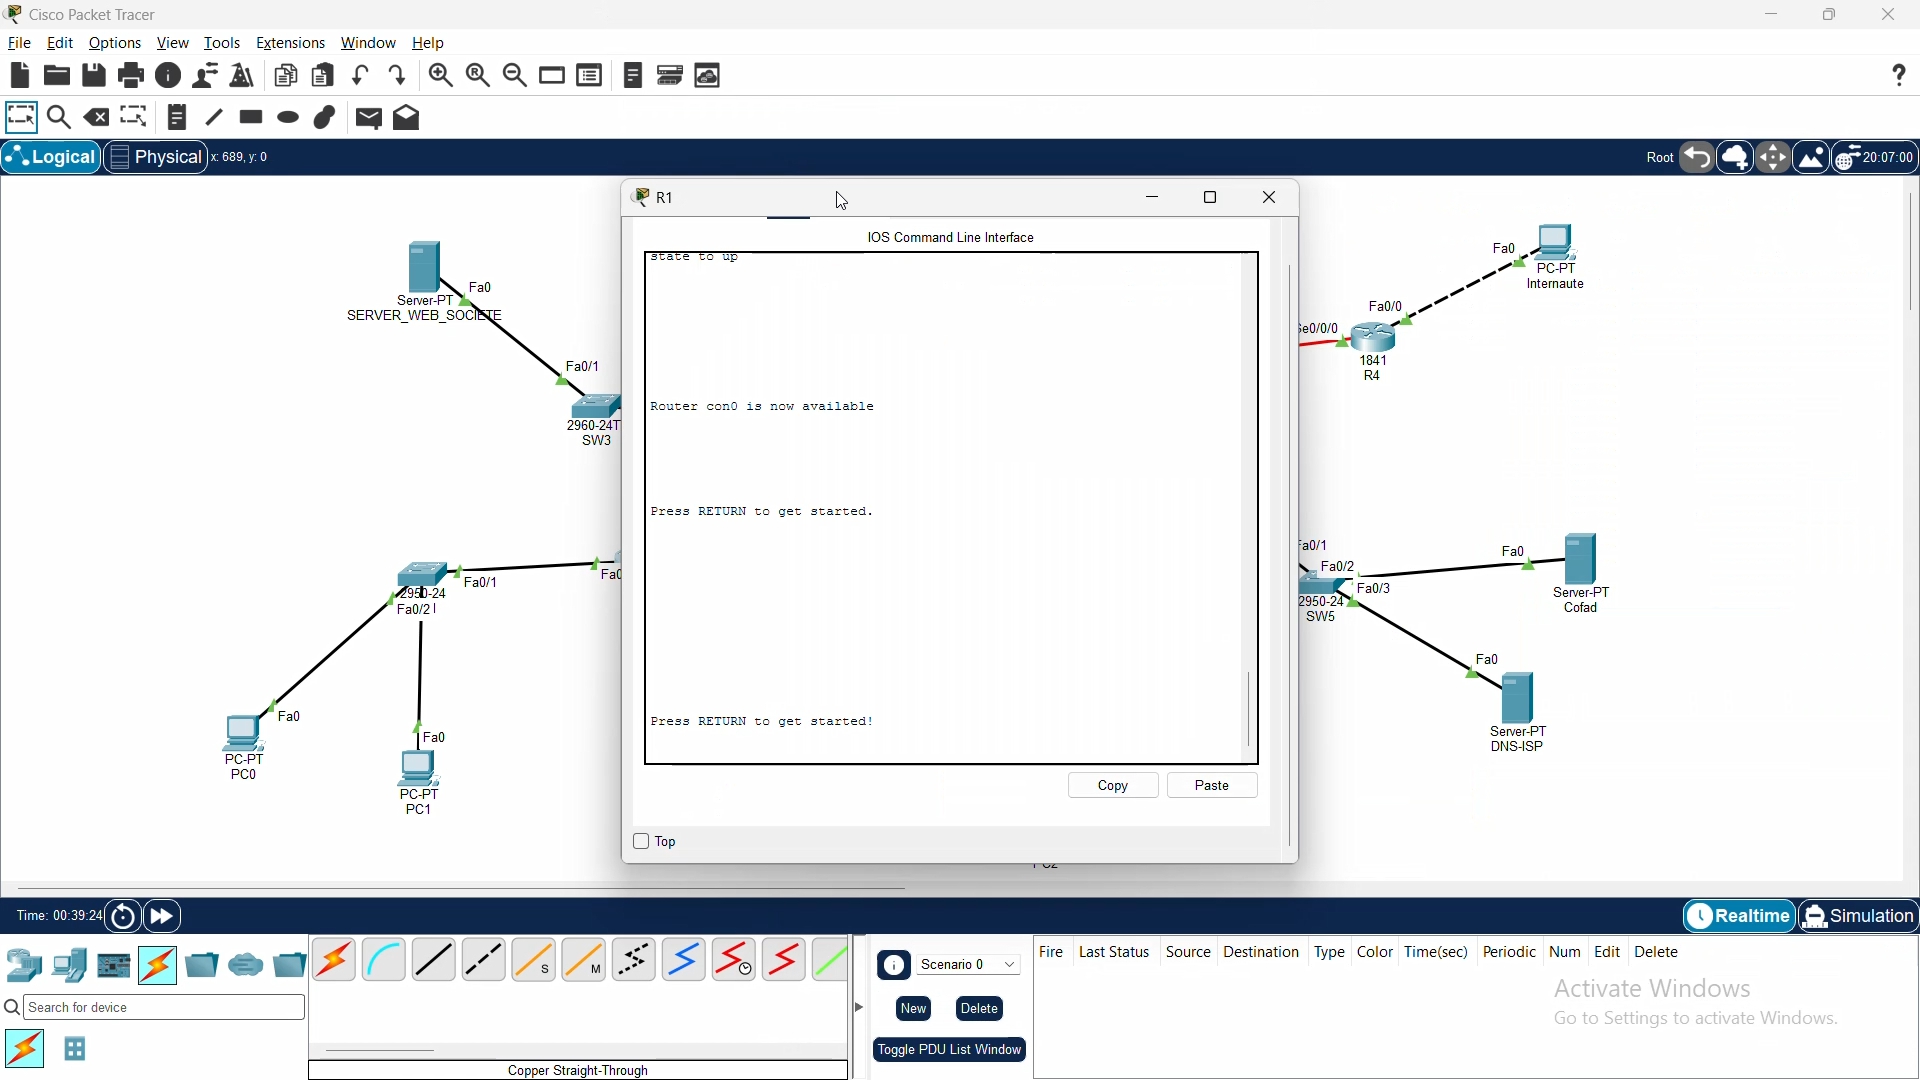 Cisco Packet Tracer
File Edit Options View Tools Extensions Window Help
Logical Physical x: 689, y: 0 Root 20:07:00
R1
IOS Command Line Interface
state to up
Router con0 is now available
Press RETURN to get started.
Press RETURN to get started!
Copy Paste
Top
Fa0
Server-PT
SERVER_WEB_SOCIETE
Fa0/1
2960-24T
SW3
Fa0/1
2950-24
Fa0/2
Fa0
PC-PT
PC0
Fa0
PC-PT
PC1
Fa0
PC-PT
Internaute
Fa0/0
Se0/0/0
1841
R4
Fa0/1
Fa0/2
Fa0/3
2950-24
SW5
Fa0
Server-PT
Cofad
Fa0
Server-PT
DNS-ISP
PC2
Time: 00:39:24 Realtime Simulation
Search for device
S M
Copper Straight-Through
Scenario 0
New Delete
Toggle PDU List Window
Fire Last Status Source Destination Type Color Time(sec) Periodic Num Edit Delete
Activate Windows
Go to Settings to activate Windows.